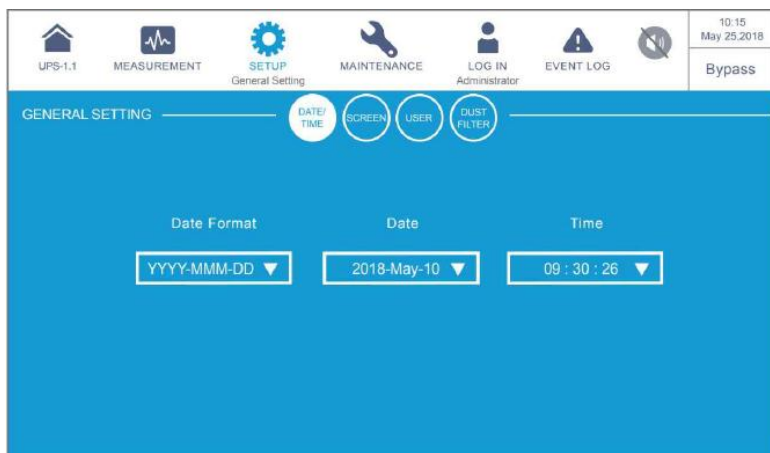 10:15
May 25,2018
UPS-1.1
MEASUREMENT
SETUP
General Setting
MAINTENANCE
LOG IN
Administrator
EVENT LOG
Bypass
GENERAL SETTING
DATE/
TIME
SCREEN
USER
DUST
FILTER
Date Format
Date
Time
YYYY-MMM-DD
2018-May-10
09 : 30 : 26